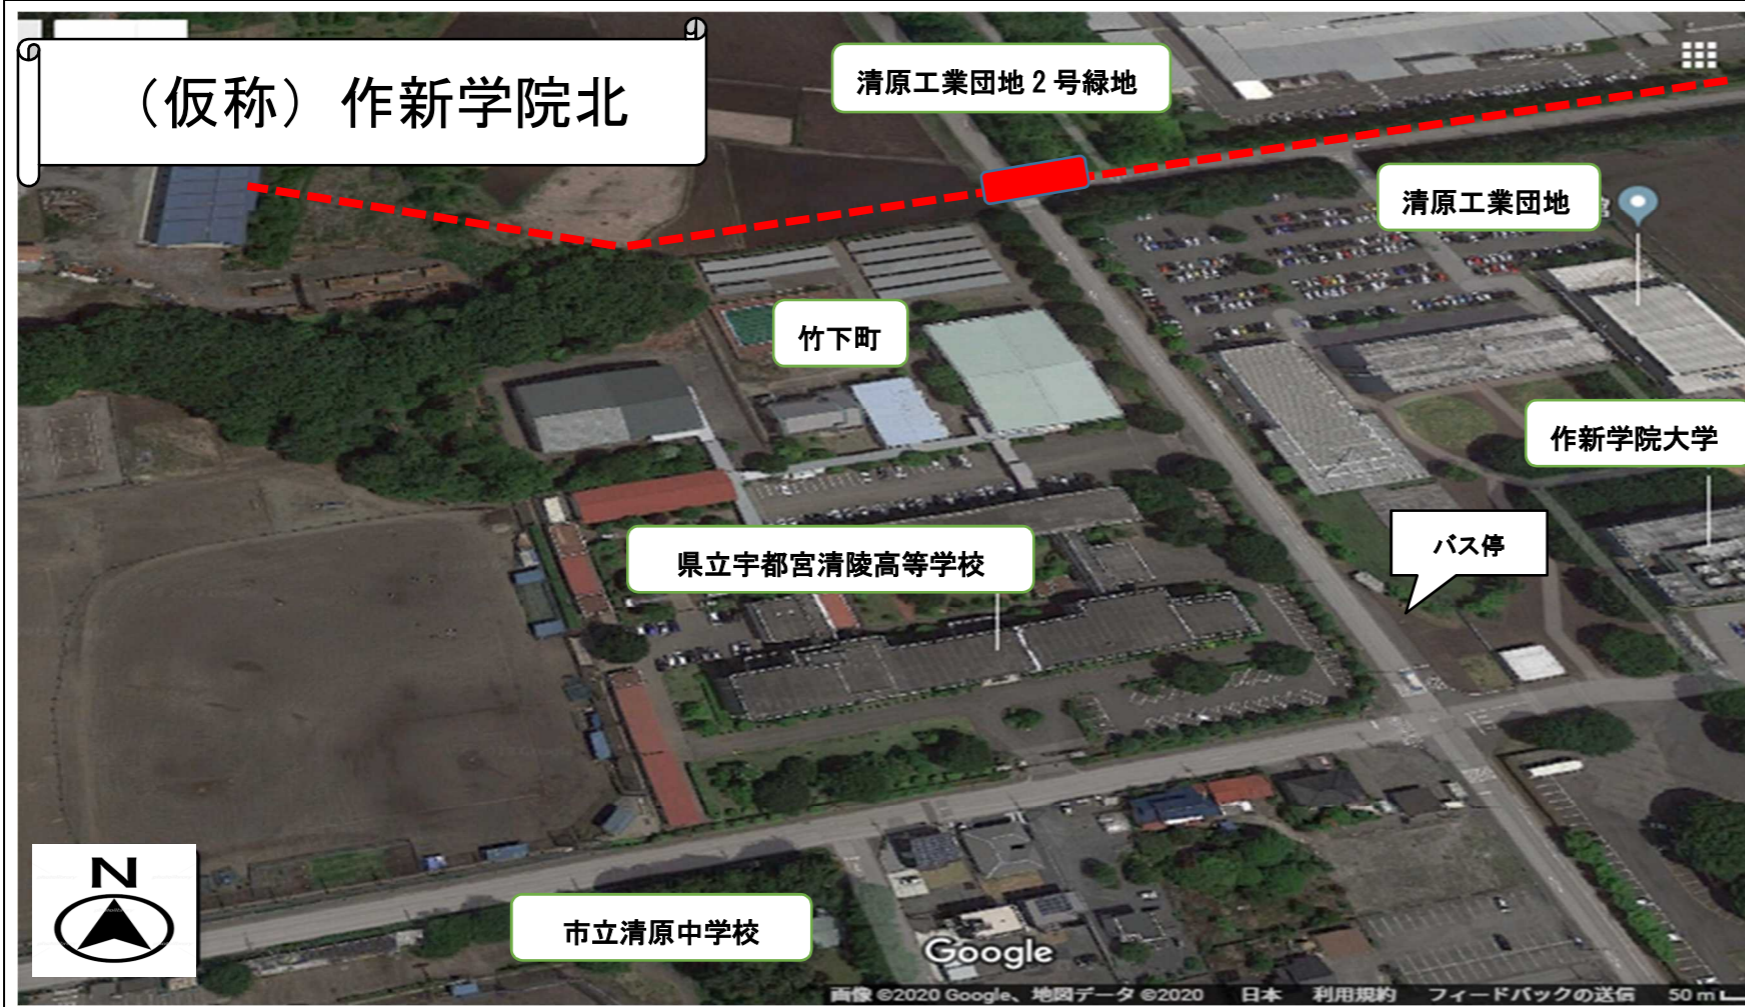 (仮称)作新学院北
清原工業団地2号緑地
清原工業団地
竹下町
作新学院大学
県立宇都宮清陵高等学校
バス停
N
市立清原中学校
Google
画像 ©2020 Google、地図データ ©2020 日本 利用規約 フィードバックの送信 50 m